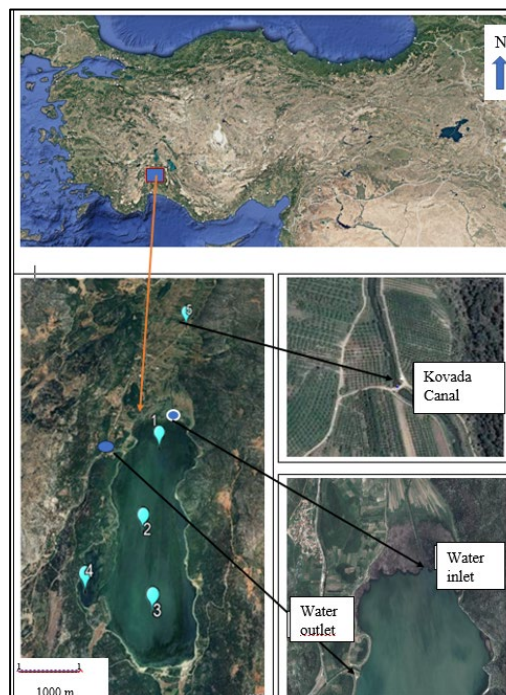 N
5
Kovada
Canal
1
2
4
3
Water
inlet
Water
outlet
1000 m